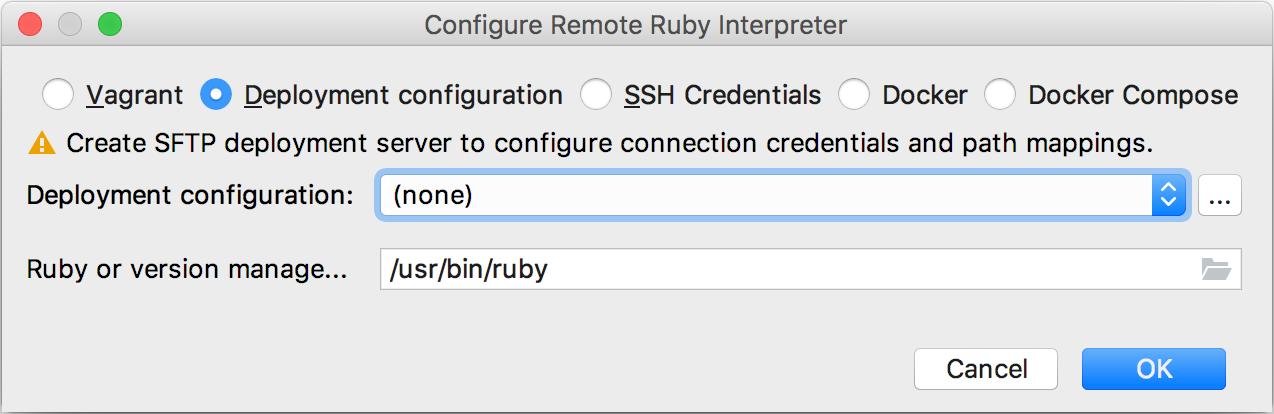 Configure Remote Ruby Interpreter
Vagrant Deployment configuration SSH Credentials Docker Docker Compose
Create SFTP deployment server to configure connection credentials and path mappings.
Deployment configuration: (none) ...
Ruby or version manage... /usr/bin/ruby
Cancel OK